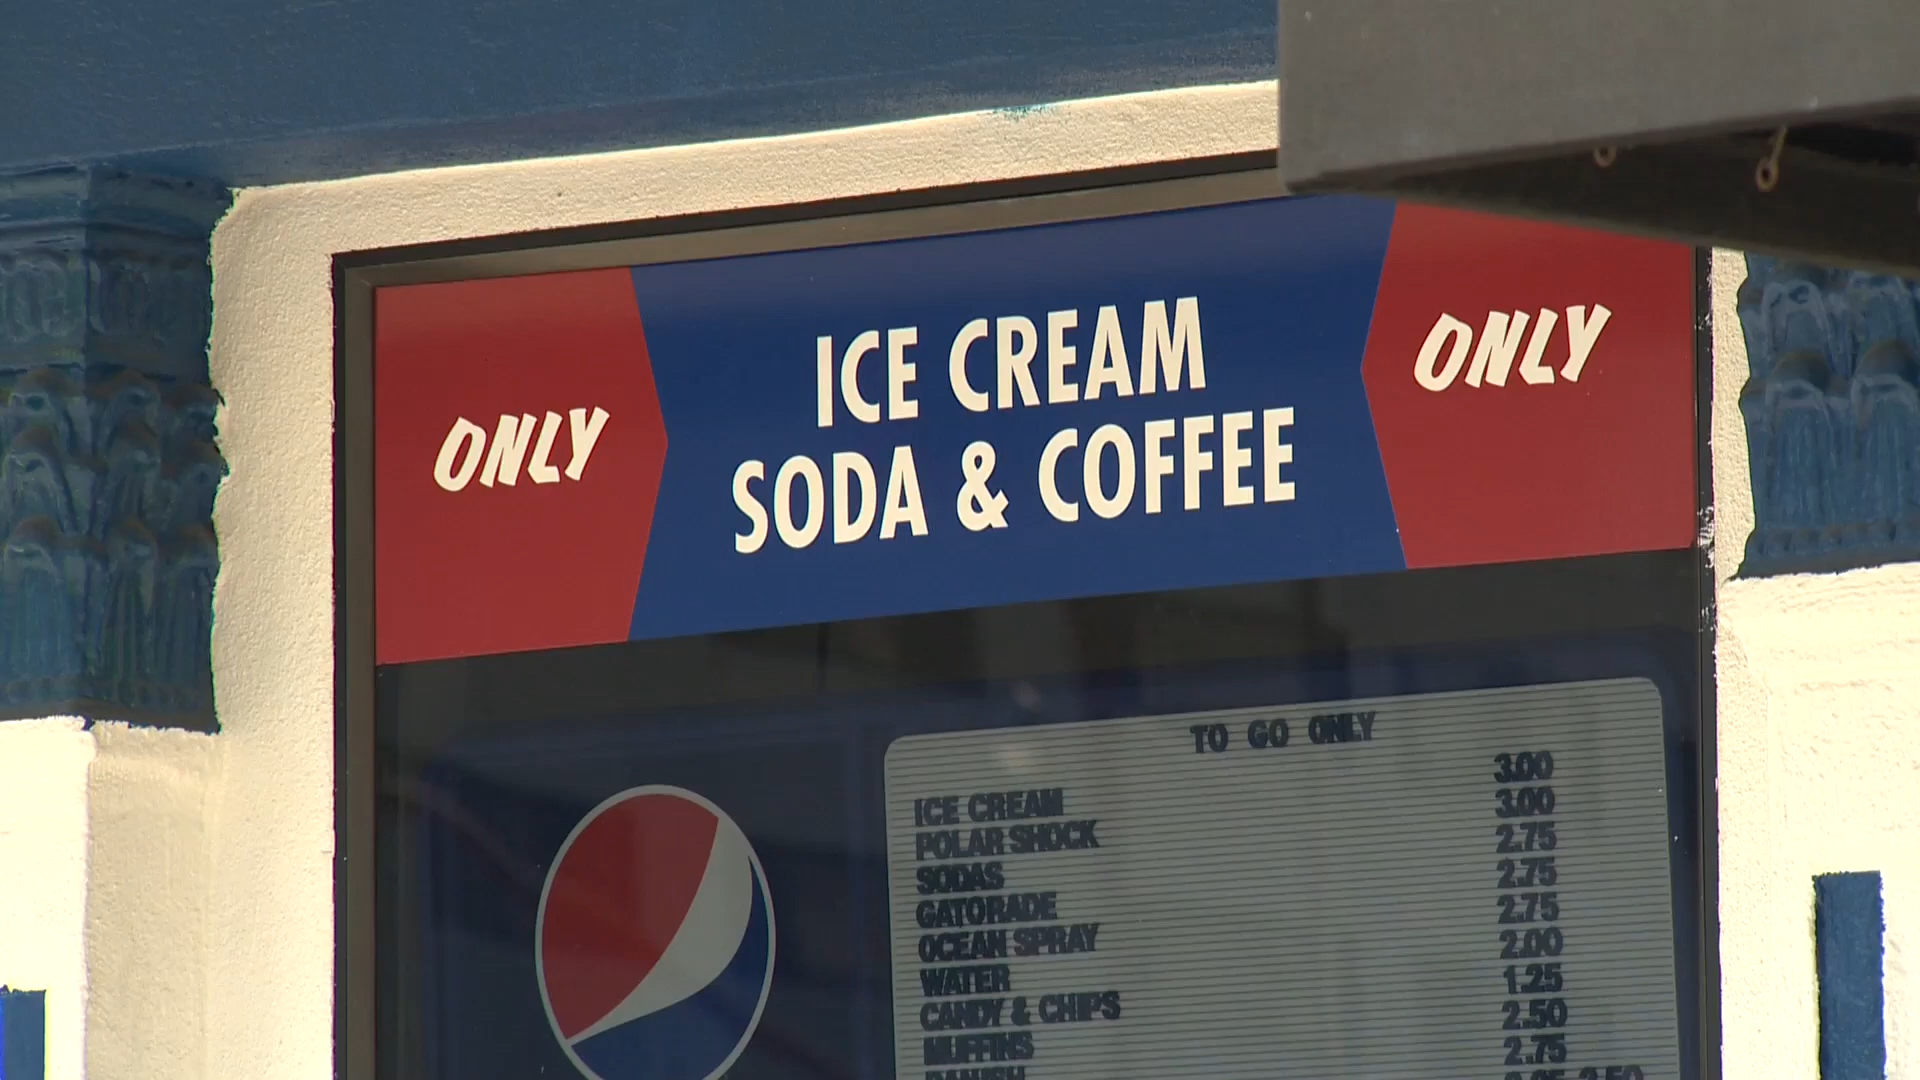 ONLY
ICE CREAM
SODA & COFFEE
ONLY
TO GO ONLY
ICE CREAM 3.00
POLAR SHOCK 3.00
SODAS 2.75
GATORADE 2.75
OCEAN SPRAY 2.75
WATER 2.00
CANDY & CHIPS 1.25
MUFFINS 2.50
DANISH 2.75